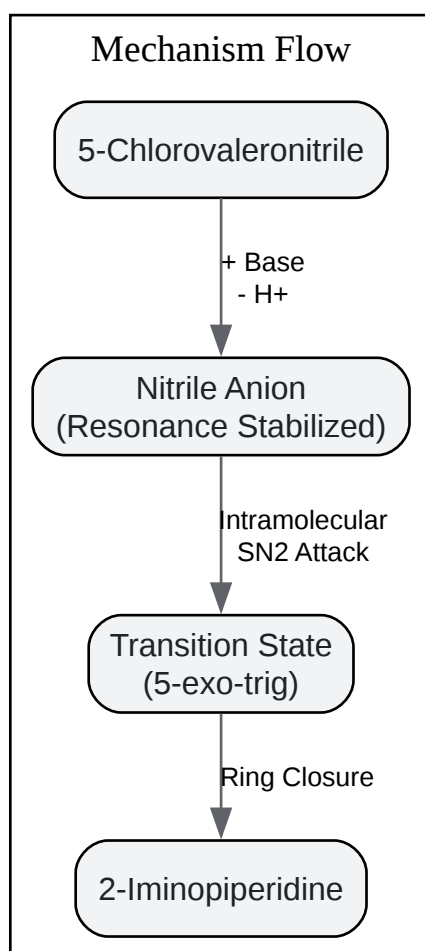 Mechanism Flow
5-Chlorovaleronitrile
+ Base
- H+
Nitrile Anion
(Resonance Stabilized)
Intramolecular
SN2 Attack
Transition State
(5-exo-trig)
Ring Closure
2-Iminopiperidine